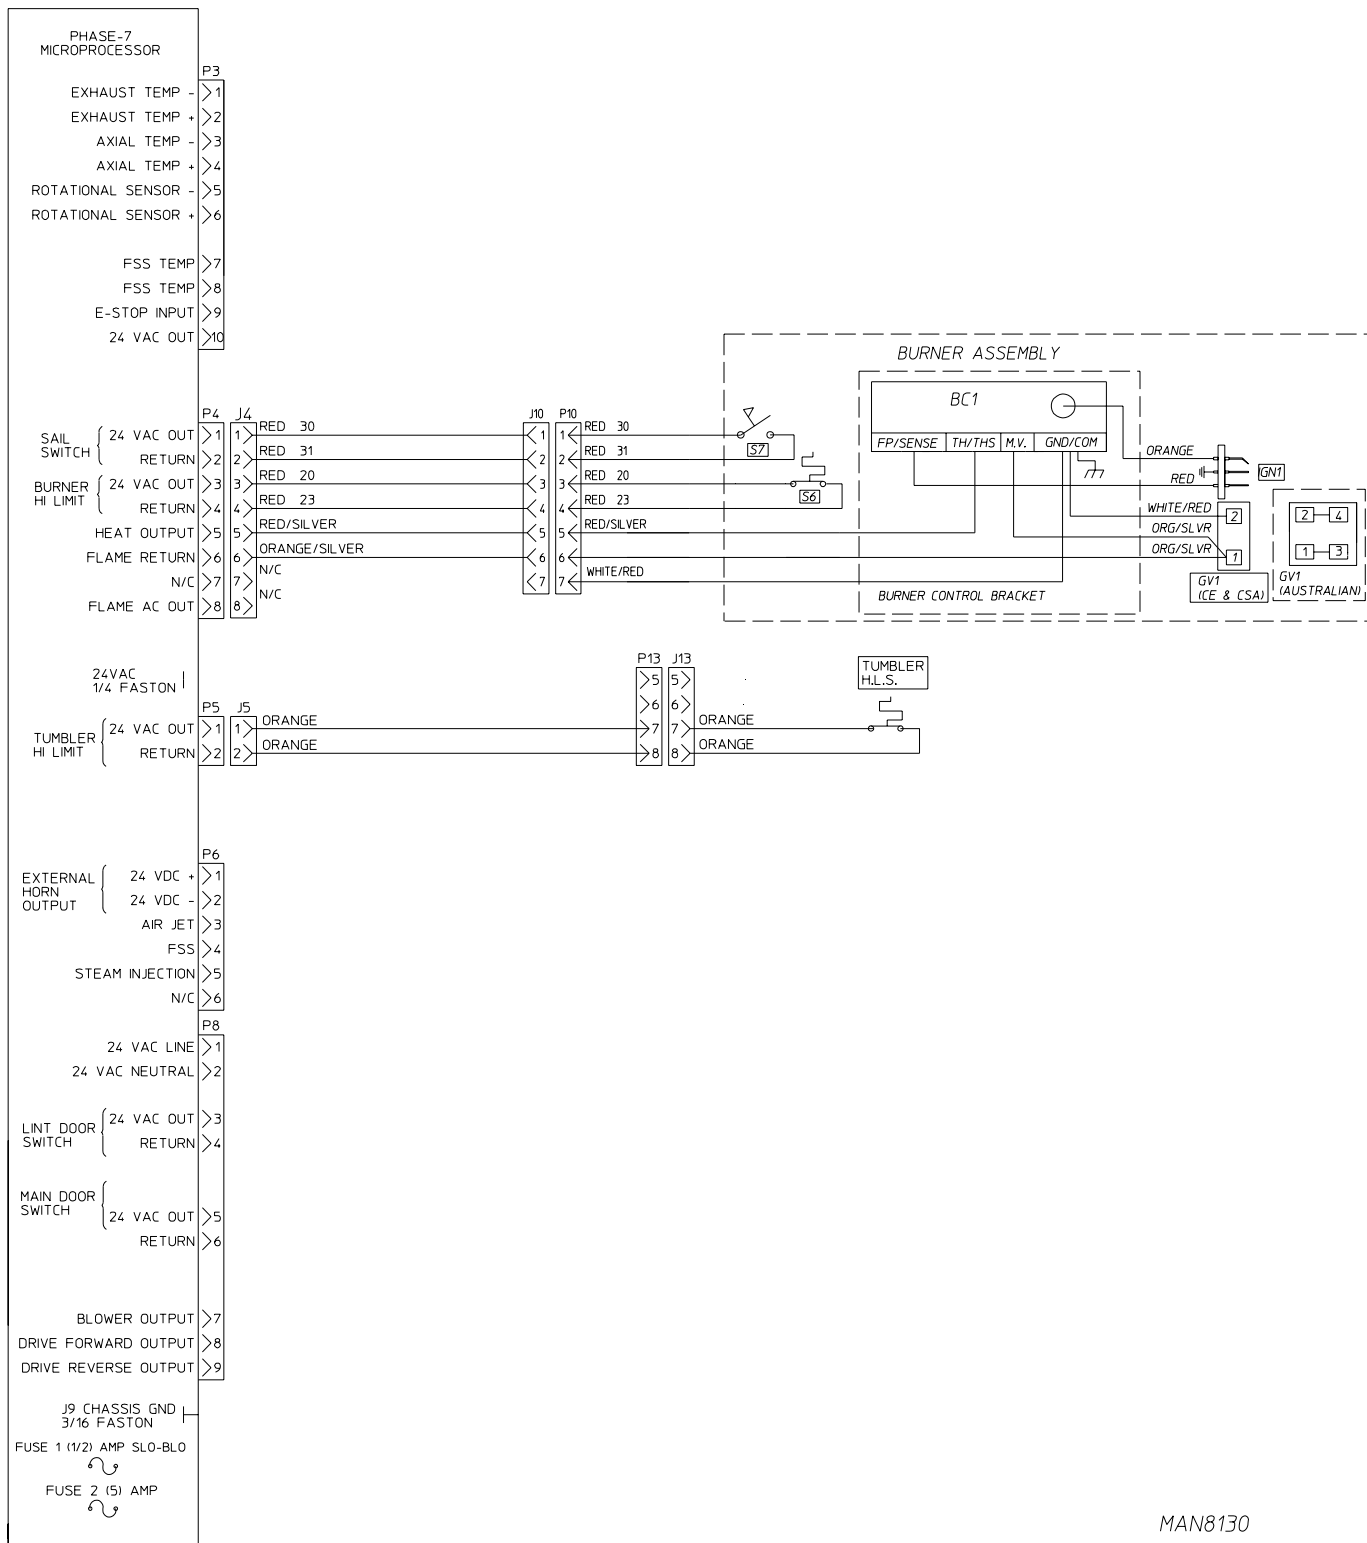 PHASE-7
MICROPROCESSOR
P3
EXHAUST TEMP - 1
EXHAUST TEMP + 2
AXIAL TEMP - 3
AXIAL TEMP + 4
ROTATIONAL SENSOR - 5
ROTATIONAL SENSOR + 6
FSS TEMP 7
FSS TEMP 8
E-STOP INPUT 9
24 VAC OUT 10
P4 J4
SAIL
SWITCH
24 VAC OUT 1 1 RED 30
RETURN 2 2 RED 31
BURNER
HI LIMIT
24 VAC OUT 3 3 RED 20
RETURN 4 4 RED 23
HEAT OUTPUT 5 5 RED/SILVER
FLAME RETURN 6 6 ORANGE/SILVER
N/C 7 7 N/C
FLAME AC OUT 8 8 N/C
J10 P10
1 1 RED 30
2 2 RED 31
3 3 RED 20
4 4 RED 23
5 5 RED/SILVER
6 6
7 7 WHITE/RED
BURNER ASSEMBLY
BC1
FP/SENSE TH/THS M.V. GND/COM
S7
S6
BURNER CONTROL BRACKET
ORANGE
RED
IGN1
WHITE/RED
2
ORG/SLVR
ORG/SLVR
1
GV1
(CE & CSA)
2 4
1 3
GV1
(AUSTRALIAN)
24VAC
1/4 FASTON
P5 J5
TUMBLER
HI LIMIT
24 VAC OUT 1 1 ORANGE
RETURN 2 2 ORANGE
P13 J13
5 5
6 6
7 7 ORANGE
8 8 ORANGE
TUMBLER
H.L.S.
P6
EXTERNAL
HORN
OUTPUT
24 VDC + 1
24 VDC - 2
AIR JET 3
FSS 4
STEAM INJECTION 5
N/C 6
P8
24 VAC LINE 1
24 VAC NEUTRAL 2
LINT DOOR
SWITCH
24 VAC OUT 3
RETURN 4
MAIN DOOR
SWITCH
24 VAC OUT 5
RETURN 6
BLOWER OUTPUT 7
DRIVE FORWARD OUTPUT 8
DRIVE REVERSE OUTPUT 9
J9 CHASSIS GND
3/16 FASTON
FUSE 1 (1/2) AMP SLO-BLO
FUSE 2 (5) AMP
MAN8130